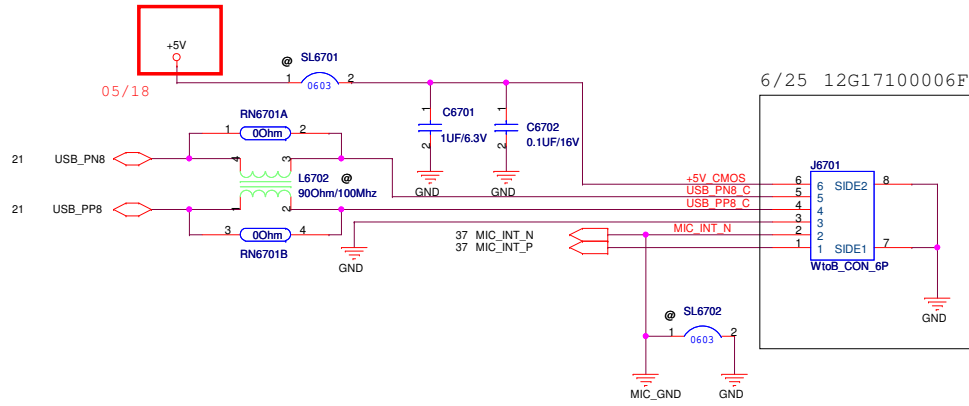 6/25 12G17100006F
+5V
05/18
@ SL6701
1 2
0603
RN6701A
1 0Ohm 2
C6701
1UF/6.3V
1
2
C6702
0.1UF/16V
1
2
GND
GND
21 USB_PN8
4 3
L6702 @
90Ohm/100Mhz
21 USB_PP8
1 2
3 0Ohm 4
RN6701B
GND
J6701
+5V_CMOS 6 6 SIDE2 8
USB_PN8_C 5 5
USB_PP8_C 4 4
3 3
MIC_INT_N 2 2
1 1 SIDE1 7
WtoB_CON_6P
37 MIC_INT_N
37 MIC_INT_P
GND
@ SL6702
1 2
0603
MIC_GND
GND